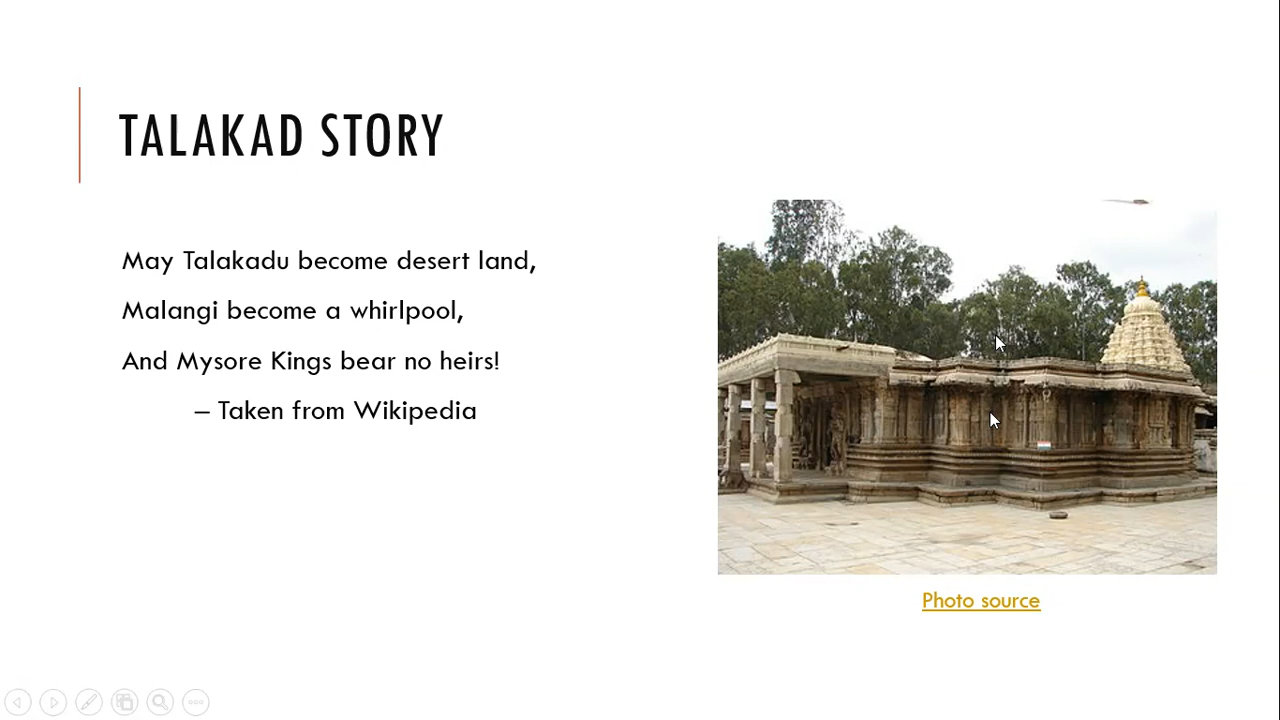 TALAKAD STORY
May Talakadu become desert land,
Malangi become a whirlpool,
And Mysore Kings bear no heirs!
– Taken from Wikipedia
Photo source